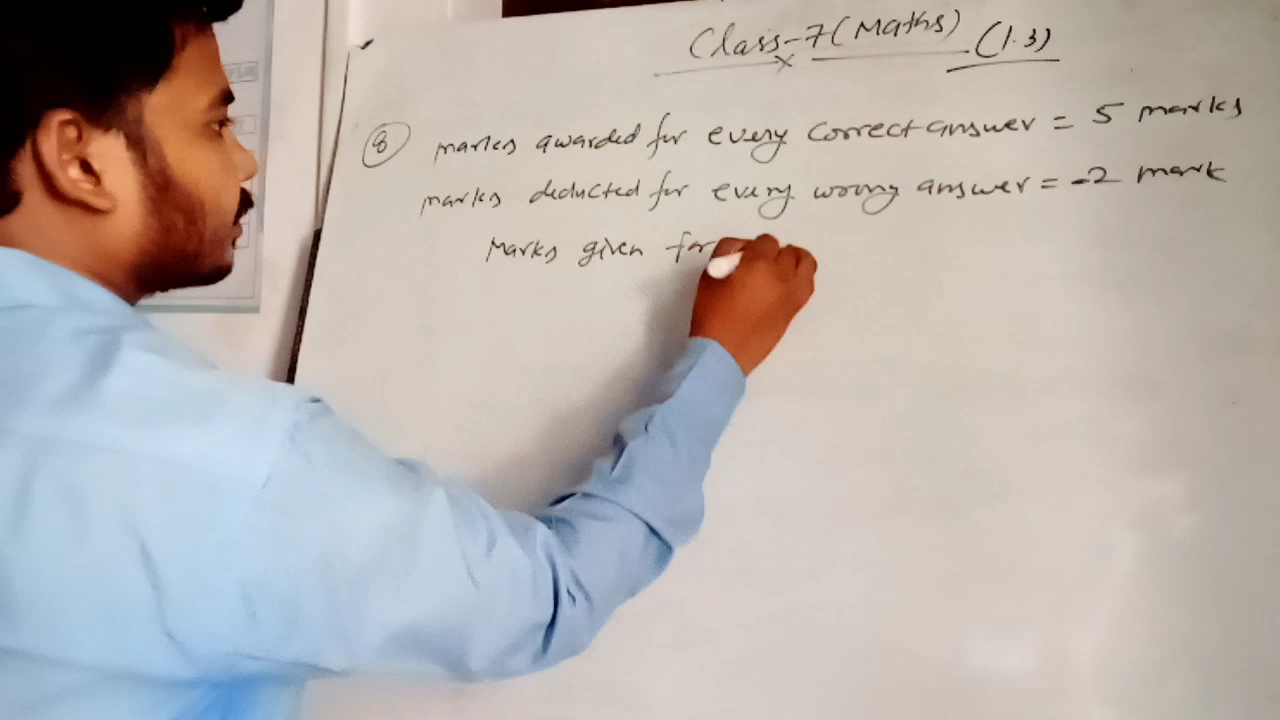 Class-7 (Maths) (1.3)
8 marks awarded for every correct answer = 5 marks
marks deducted for every wrong answer = -2 mark
Marks given for